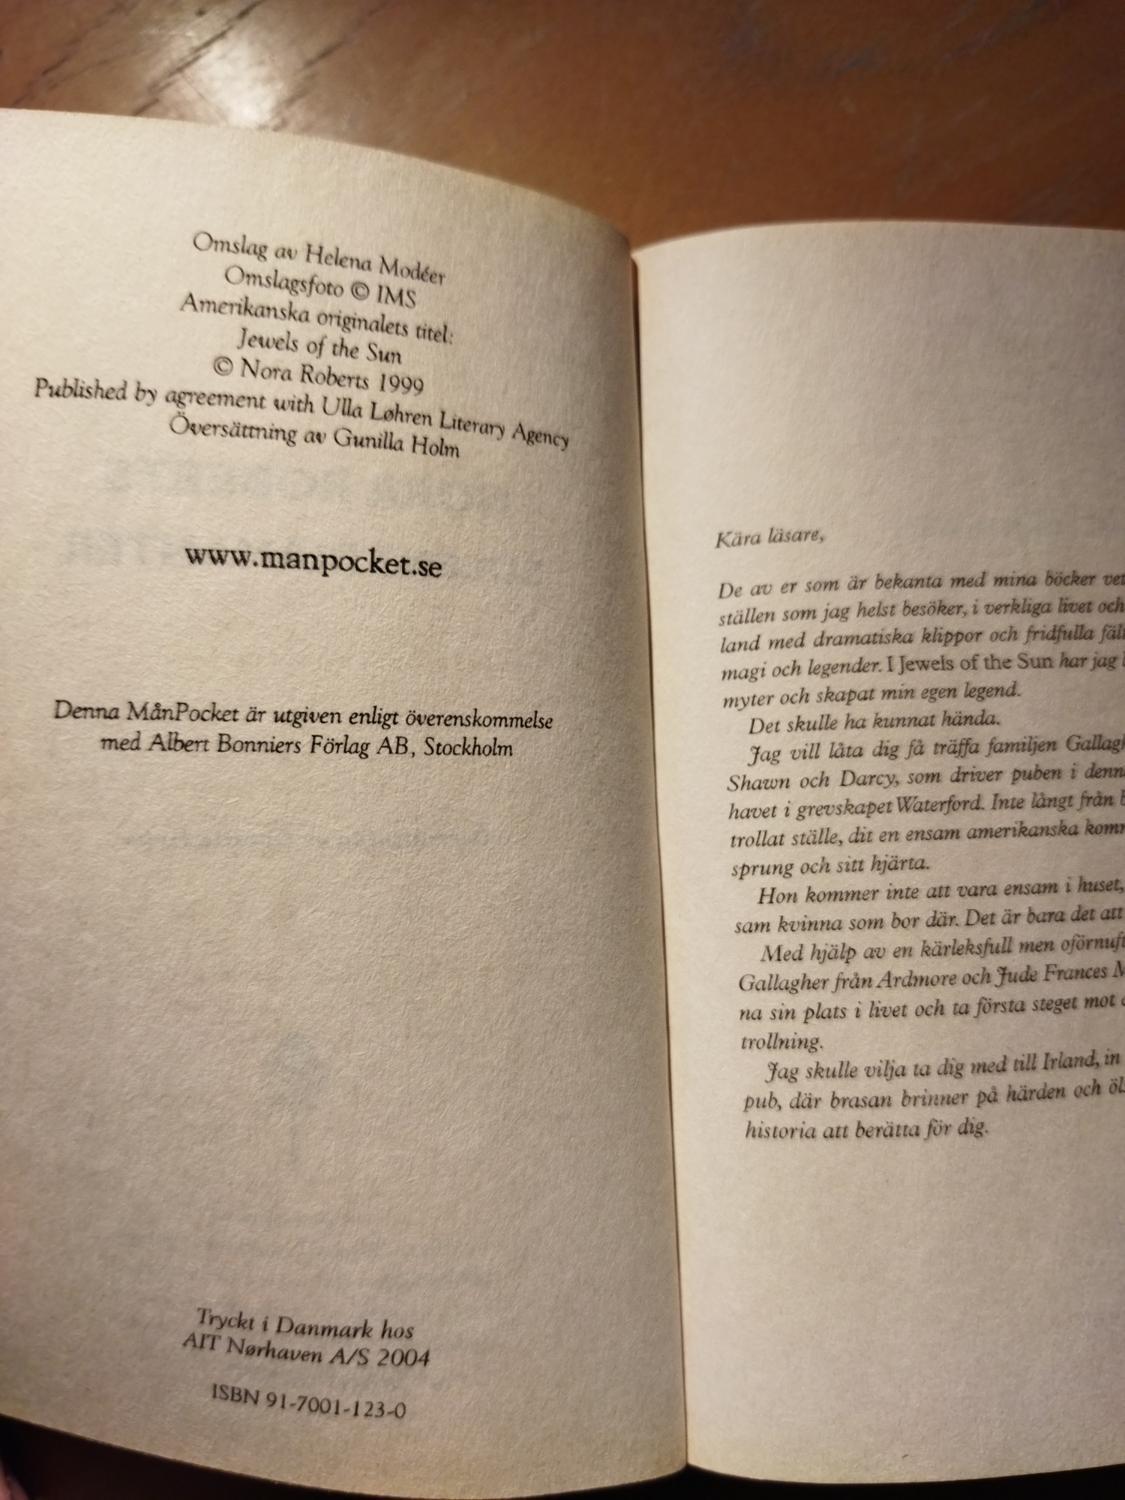 Omslag av Helena Modéer
Omslagsfoto © IMS
Amerikanska originalets titel:
Jewels of the Sun
© Nora Roberts 1999
Published by agreement with Ulla Løhren Literary Agency
Översättning av Gunilla Holm
www.manpocket.se
Denna MånPocket är utgiven enligt överenskommelse
med Albert Bonniers Förlag AB, Stockholm
Tryckt i Danmark hos
AIT Nørhaven A/S 2004
ISBN 91-7001-123-0
Kära läsare,
De av er som är bekanta med mina böcker vet
ställen som jag helst besöker, i verkliga livet och
land med dramatiska klippor och fridfulla fäl
magi och legender. I Jewels of the Sun har jag
myter och skapat min egen legend.
Det skulle ha kunnat hända.
Jag vill låta dig få träffa familjen Gallagh
Shawn och Darcy, som driver puben i denn
havet i grevskapet Waterford. Inte långt från
trollat ställe, dit en ensam amerikanska kom
sprung och sitt hjärta.
Hon kommer inte att vara ensam i huset,
sam kvinna som bor där. Det är bara det att
Med hjälp av en kärleksfull men oförnuft
Gallagher från Ardmore och Jude Frances M
na sin plats i livet och ta första steget mot
trollning.
Jag skulle vilja ta dig med till Irland, in
pub, där brasan brinner på härden och öl
historia att berätta för dig.